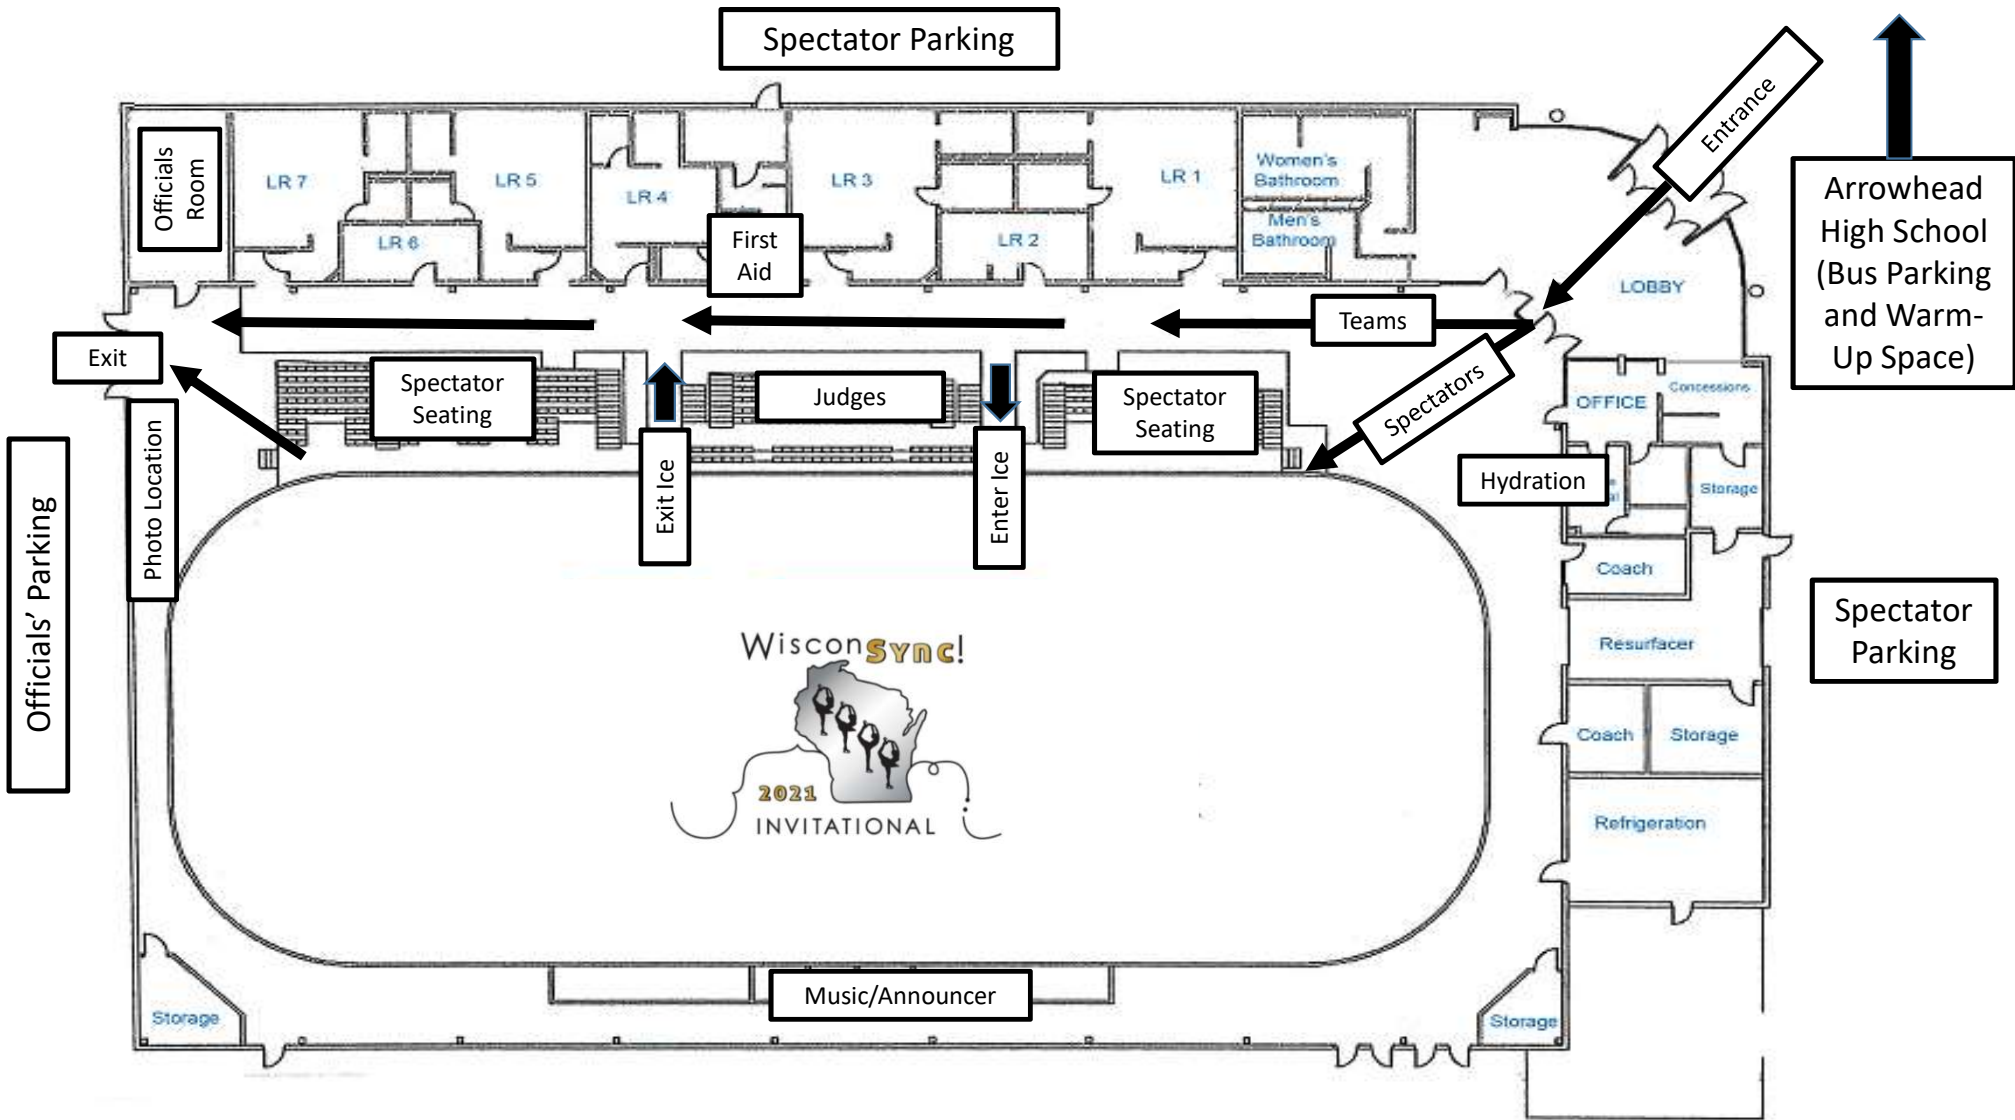 Spectator Parking
Entrance
Arrowhead
High School
(Bus Parking
and Warm-
Up Space)
Officials
Room
LR 7
LR 5
LR 4
LR 3
LR 1
Women's
Bathroom
Men's
Bathroom
LR 6
First
Aid
LR 2
LOBBY
Teams
Exit
Spectator
Seating
Judges
Spectator
Seating
Spectators
OFFICE
Concessions
Officials' Parking
Photo Location
Exit Ice
Enter Ice
Hydration
Storage
Coach
Resurfacer
Spectator
Parking
WisconSync!
2021
INVITATIONAL
Coach
Storage
Refrigeration
Music/Announcer
Storage
Storage